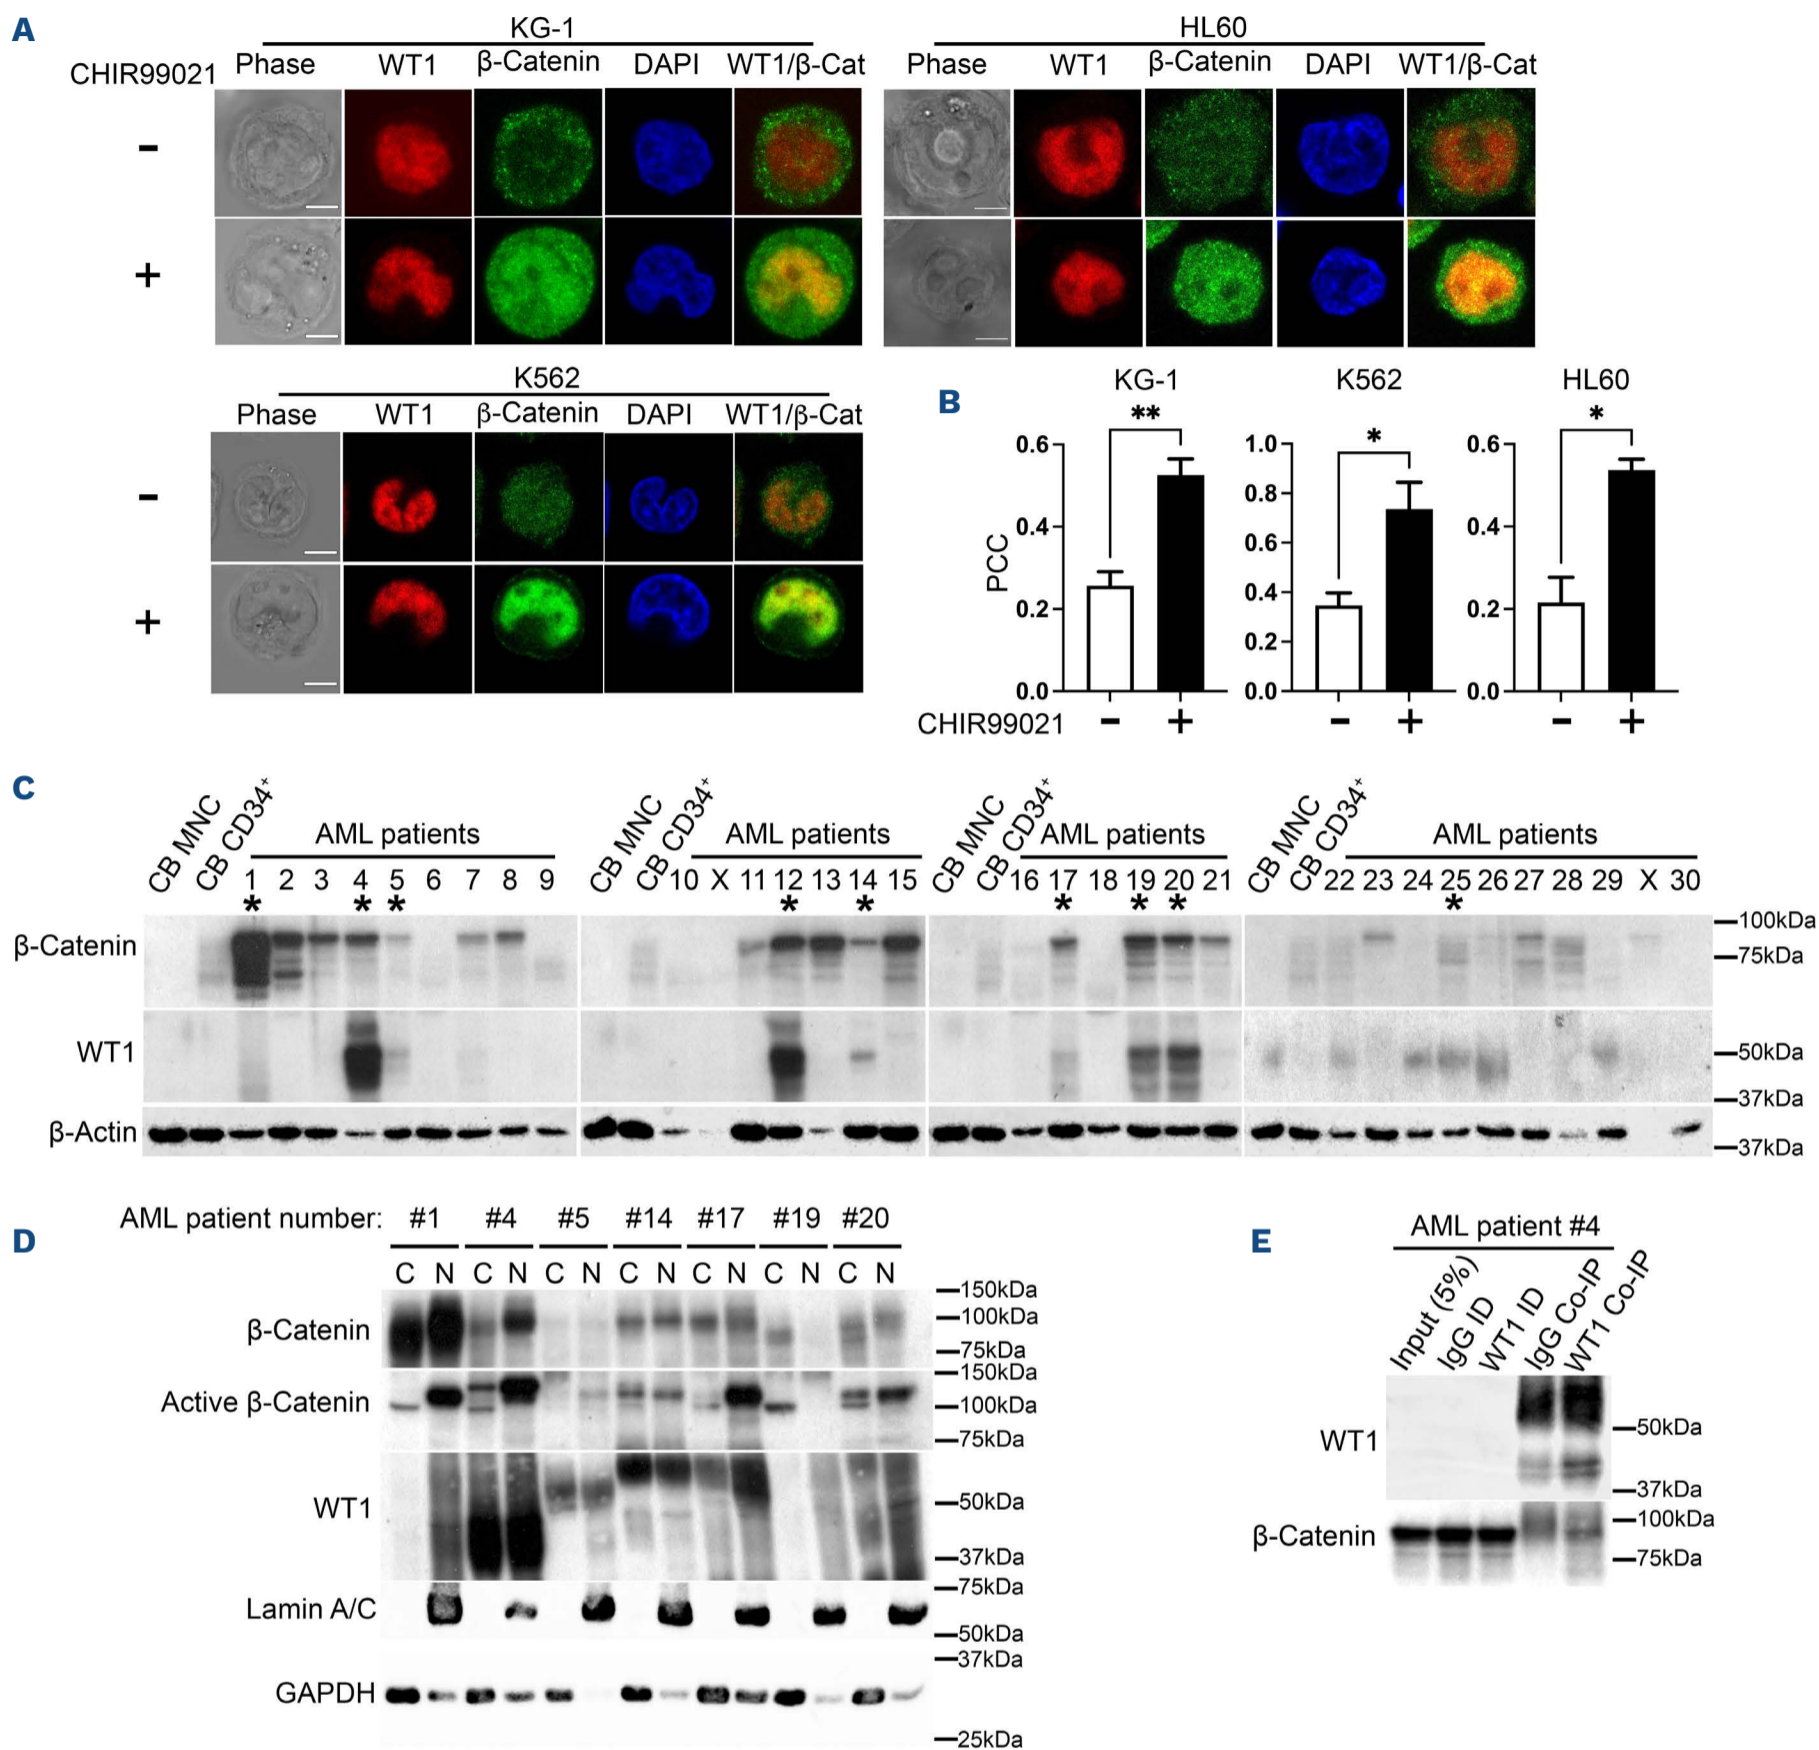 A
KG-1
HL60
CHIR99021 Phase WT1 β-Catenin DAPI WT1/β-Cat
Phase WT1 β-Catenin DAPI WT1/β-Cat
−
+
K562
Phase WT1 β-Catenin DAPI WT1/β-Cat
−
+
B
KG-1 K562 HL60
** * *
PCC
0.6
0.4
0.2
0.0
1.0
0.8
0.6
0.4
0.2
0.0
0.6
0.4
0.2
0.0
CHIR99021 − + − + − +
C
CB MNC CB CD34+ AML patients
1 2 3 4 5 6 7 8 9
* * *
CB MNC CB CD34+ AML patients
10 X 11 12 13 14 15
* *
CB MNC CB CD34+ AML patients
16 17 18 19 20 21
* * *
CB MNC CB CD34+ AML patients
22 23 24 25 26 27 28 29 X 30
*
β-Catenin
100kDa
75kDa
WT1
50kDa
37kDa
β-Actin
37kDa
D
AML patient number: #1 #4 #5 #14 #17 #19 #20
C N C N C N C N C N C N C N
β-Catenin
150kDa
100kDa
75kDa
Active β-Catenin
150kDa
100kDa
75kDa
WT1
50kDa
37kDa
Lamin A/C
75kDa
50kDa
GAPDH
37kDa
25kDa
E
AML patient #4
Input (5%) IgG ID WT1 ID IgG Co-IP WT1 Co-IP
WT1
50kDa
37kDa
β-Catenin
100kDa
75kDa